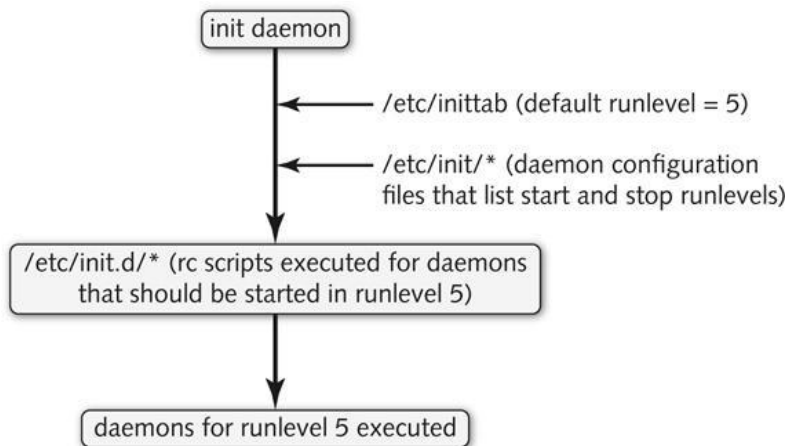 init daemon
/etc/inittab (default runlevel = 5)
/etc/init/* (daemon configuration
files that list start and stop runlevels)
/etc/init.d/* (rc scripts executed for daemons
that should be started in runlevel 5)
daemons for runlevel 5 executed